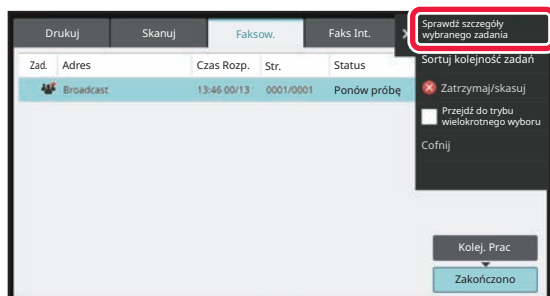 Drukuj Skanuj Faksow. Faks Int.
Sprawdź szczegóły
wybranego zadania
Zad. Adres Czas Rozp. Str. Status
Sortuj kolejność zadań
Broadcast 13:46 00/13 0001/0001 Ponów próbę
Zatrzymaj/skasuj
Przejdź do trybu
wielokrotnego wyboru
Cofnij
Kolej. Prac
Zakończono